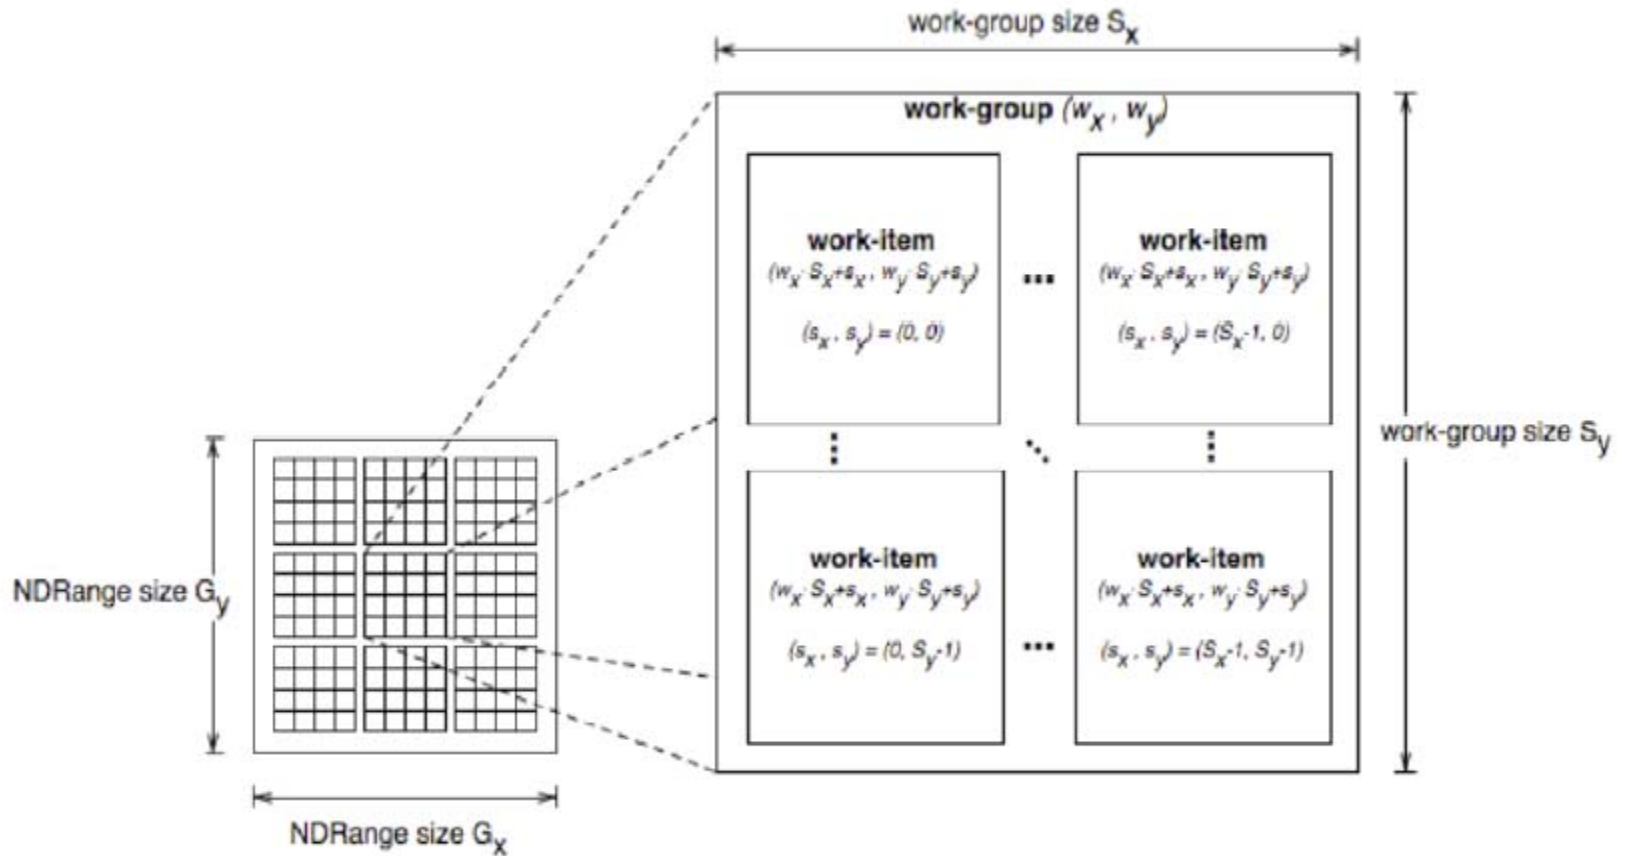 work-group size Sx
work-group (wx , wy)
work-item
(wx· Sx+sx , wy· Sy+sy)
(sx , sy) = (0, 0)
...
work-item
(wx· Sx+sx , wy· Sy+sy)
(sx , sy) = (Sx-1, 0)
work-group size Sy
work-item
(wx· Sx+sx , wy· Sy+sy)
(sx , sy) = (0, Sy-1)
...
work-item
(wx· Sx+sx , wy· Sy+sy)
(sx , sy) = (Sx-1, Sy-1)
NDRange size Gy
NDRange size Gx